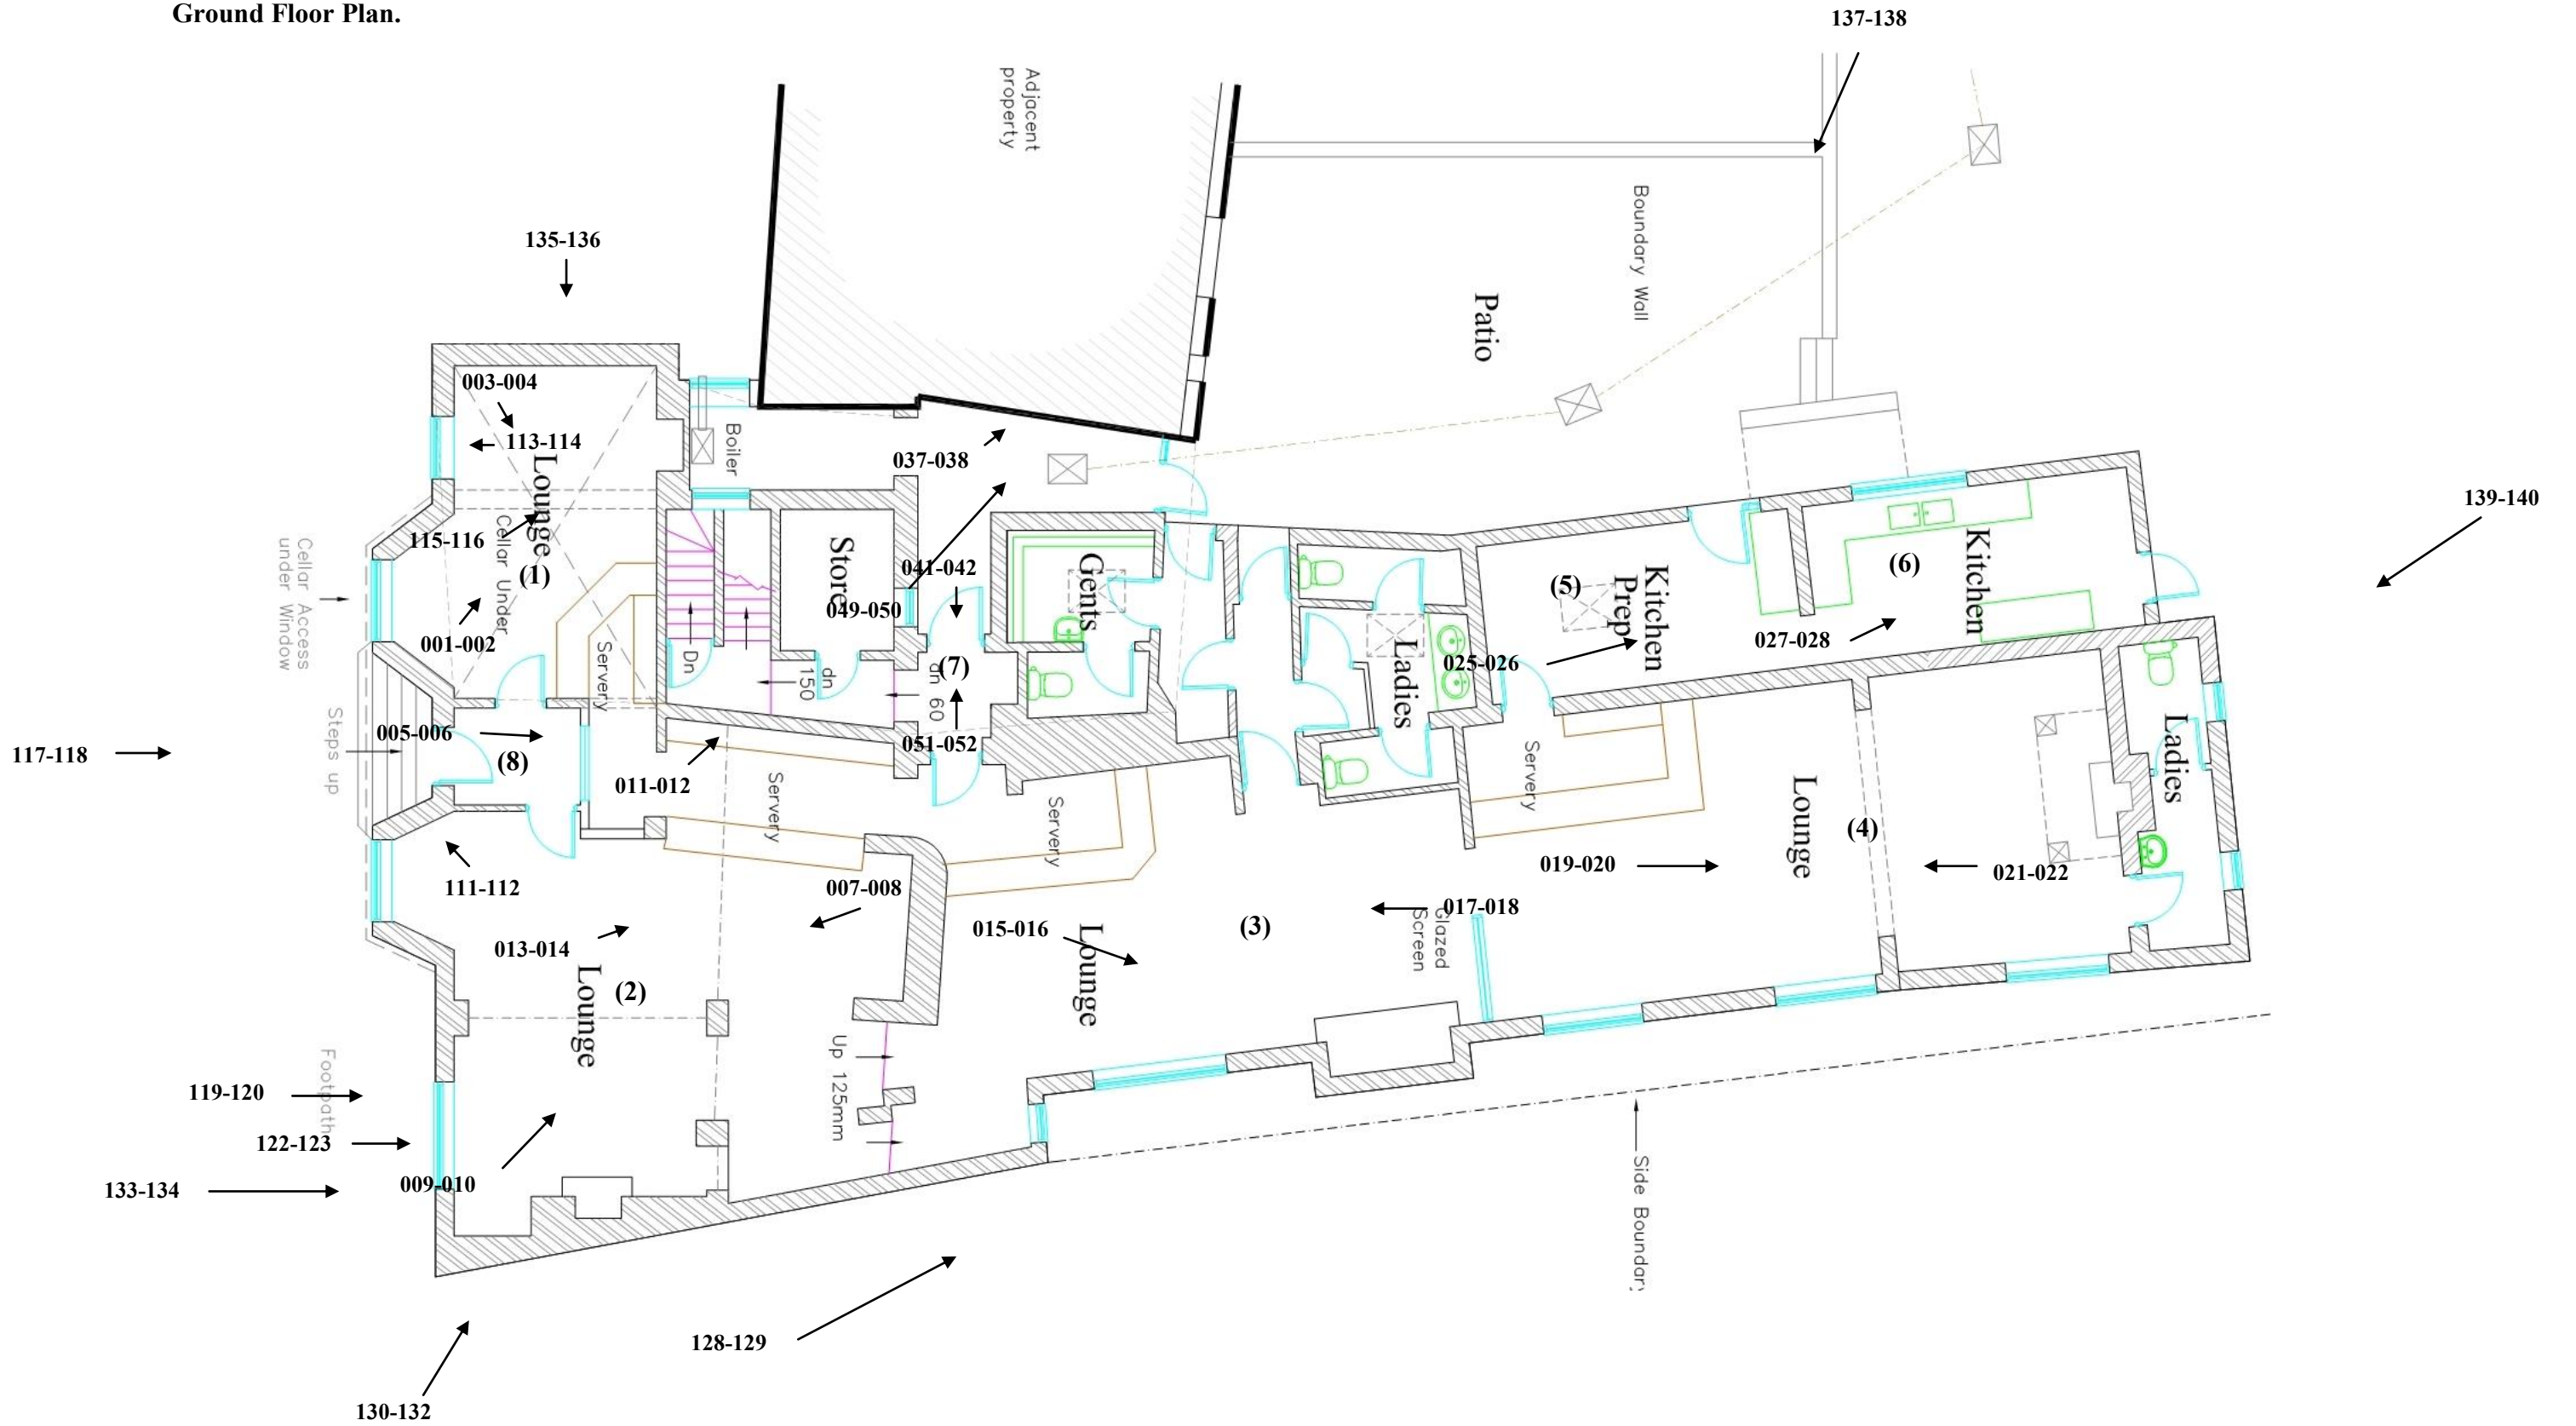 Ground Floor Plan.
137-138
Adjacent
property
Boundary Wall
135-136
Patio
003-004
113-114
Boiler
037-038
139-140
Lounge
115-116
Cellar Under
Cellar Access
under Window
(1)
001-002
Store
041-042
049-050
Gents
(5)
Kitchen
Prep
(6)
Kitchen
027-028
025-026
Servery
Dn
dn
150
(7)
dn 60
051-052
Ladies
Ladies
Steps up
005-006
117-118
(8)
011-012
Servery
Servery
Servery
Lounge
(4)
111-112
007-008
019-020
021-022
013-014
015-016
(3)
017-018
Glazed
Screen
Lounge
(2)
Lounge
Up 125mm
Footpath
119-120
122-123
133-134
009-010
Side Boundary
128-129
130-132